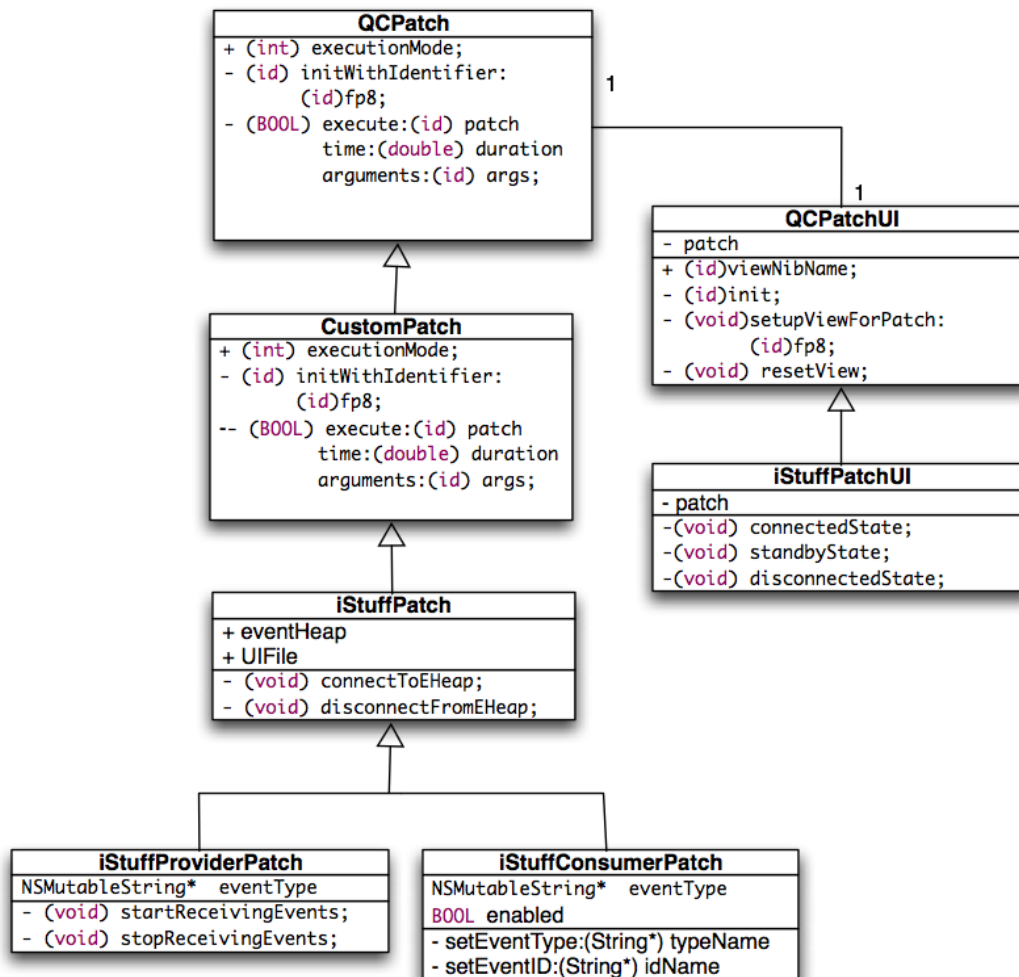 QCPatch
+ (int) executionMode;
- (id) initWithIdentifier:
(id)fp8;
- (BOOL) execute:(id) patch
time:(double) duration
arguments:(id) args;
1
1
QCPatchUI
- patch
+ (id)viewNibName;
- (id)init;
- (void)setupViewForPatch:
(id)fp8;
- (void) resetView;
CustomPatch
+ (int) executionMode;
- (id) initWithIdentifier:
(id)fp8;
-- (BOOL) execute:(id) patch
time:(double) duration
arguments:(id) args;
iStuffPatchUI
- patch
-(void) connectedState;
-(void) standbyState;
-(void) disconnectedState;
iStuffPatch
+ eventHeap
+ UIFile
- (void) connectToEHeap;
- (void) disconnectFromEHeap;
iStuffProviderPatch
NSMutableString* eventType
- (void) startReceivingEvents;
- (void) stopReceivingEvents;
iStuffConsumerPatch
NSMutableString* eventType
BOOL enabled
- setEventType:(String*) typeName
- setEventID:(String*) idName